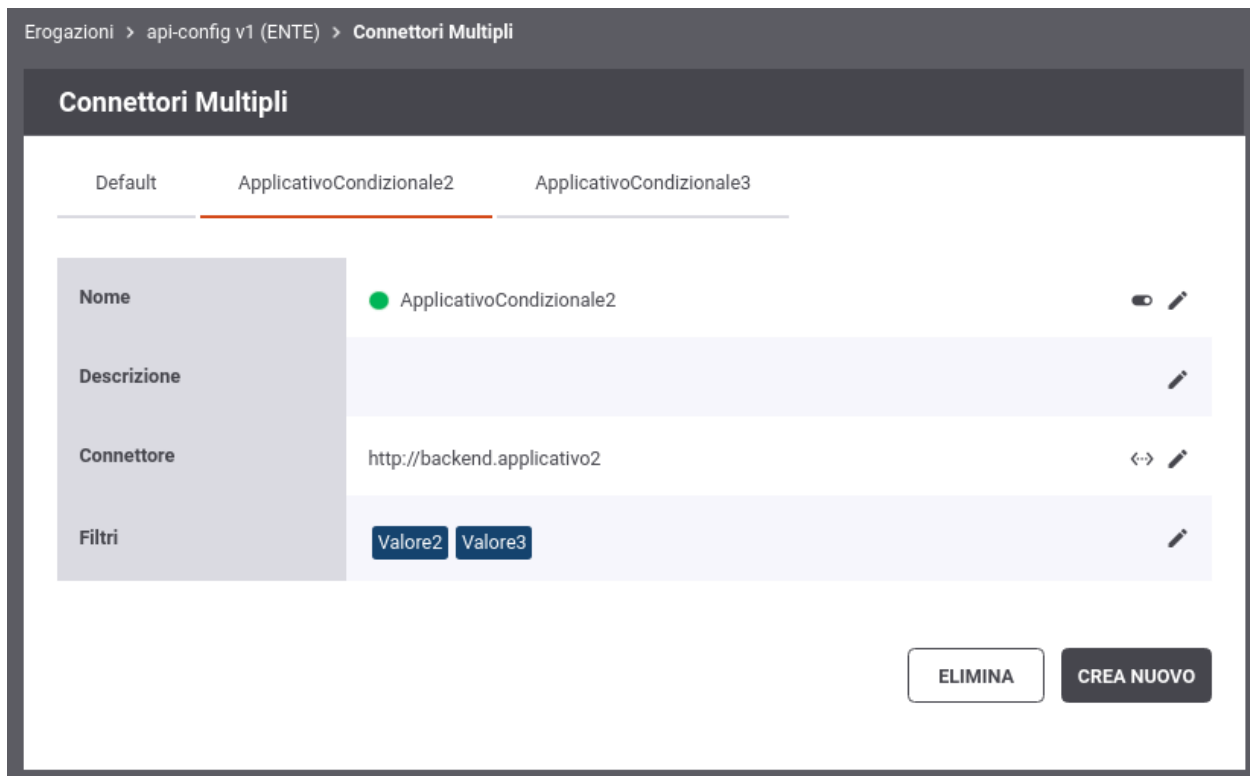 Erogazioni > api-config v1 (ENTE) > Connettori Multipli
Connettori Multipli
Default ApplicativoCondizionale2 ApplicativoCondizionale3
Nome ApplicativoCondizionale2
Descrizione
Connettore http://backend.applicativo2
Filtri Valore2 Valore3
ELIMINA CREA NUOVO